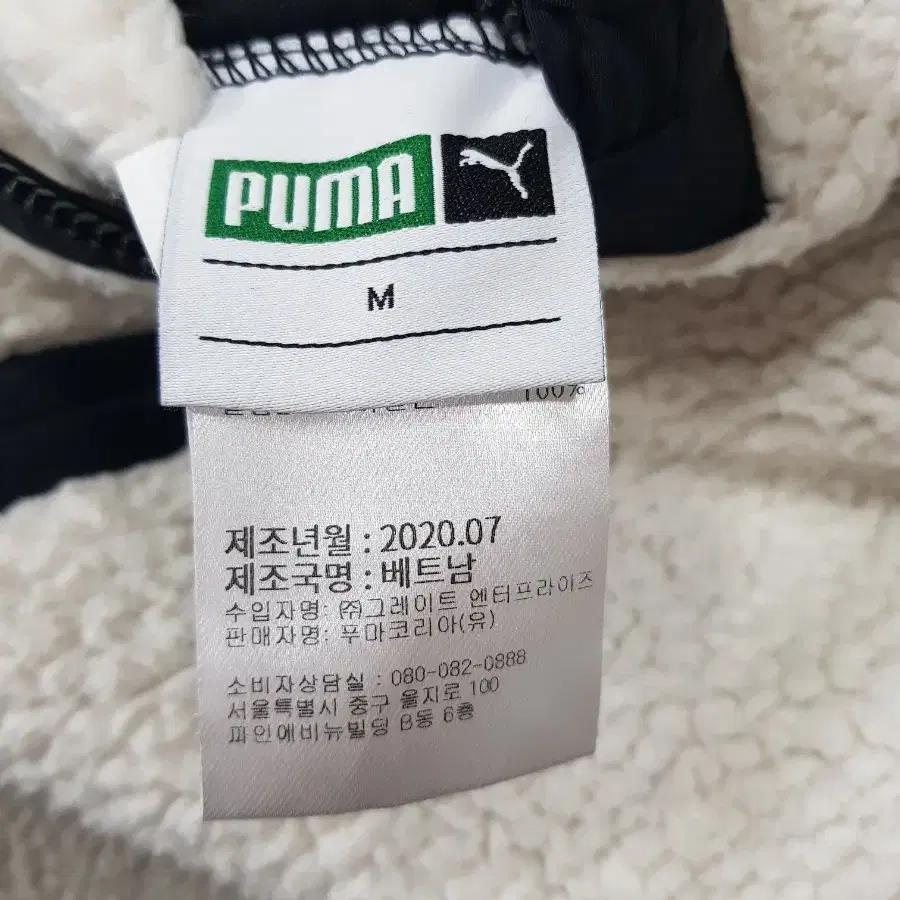 PUMA
M
100%
제조년월 : 2020.07
제조국명 : 베트남
수입자명: ㈜그레이트 엔터프라이즈
판매자명: 푸마코리아(유)
소비자상담실 : 080-082-0888
서울특별시 중구 을지로 100
파인에비뉴빌딩 B동 6층